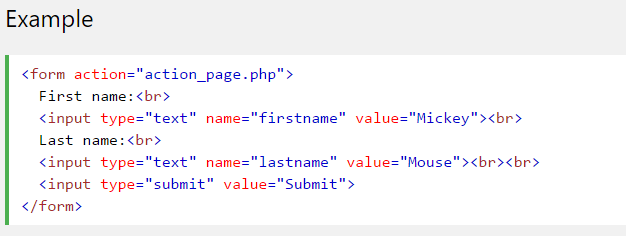 Example
<form action="action_page.php">
First name:<br>
<input type="text" name="firstname" value="Mickey"><br>
Last name:<br>
<input type="text" name="lastname" value="Mouse"><br><br>
<input type="submit" value="Submit">
</form>